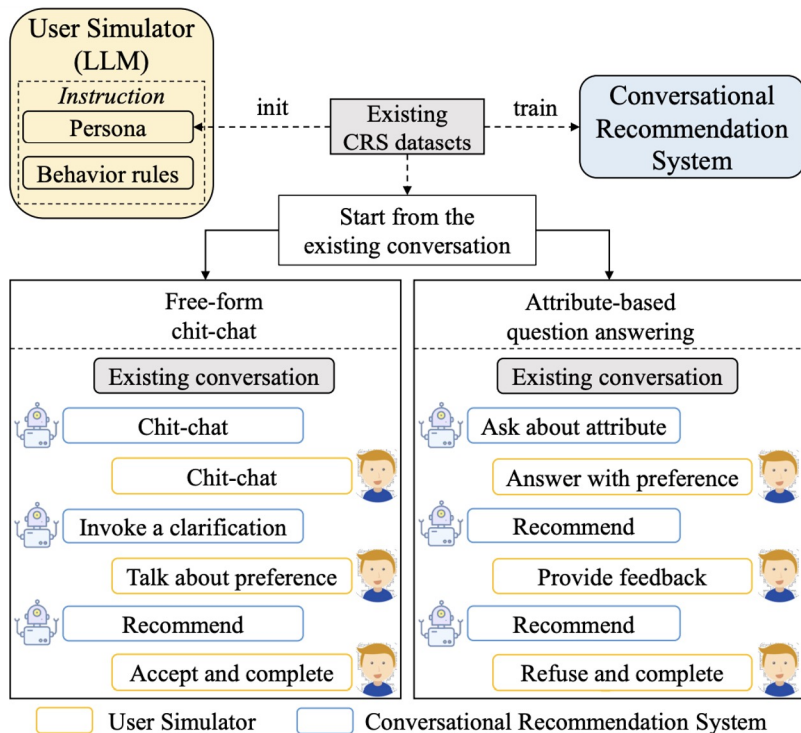 User Simulator
(LLM)
Instruction
Persona
Behavior rules
init
Existing
CRS datascts
train
Conversational
Recommendation
System
Start from the
existing conversation
Free-form
chit-chat
Existing conversation
Chit-chat
Chit-chat
Invoke a clarification
Talk about preference
Recommend
Accept and complete
Attribute-based
question answering
Existing conversation
Ask about attribute
Answer with preference
Recommend
Provide feedback
Recommend
Refuse and complete
User Simulator
Conversational Recommendation System